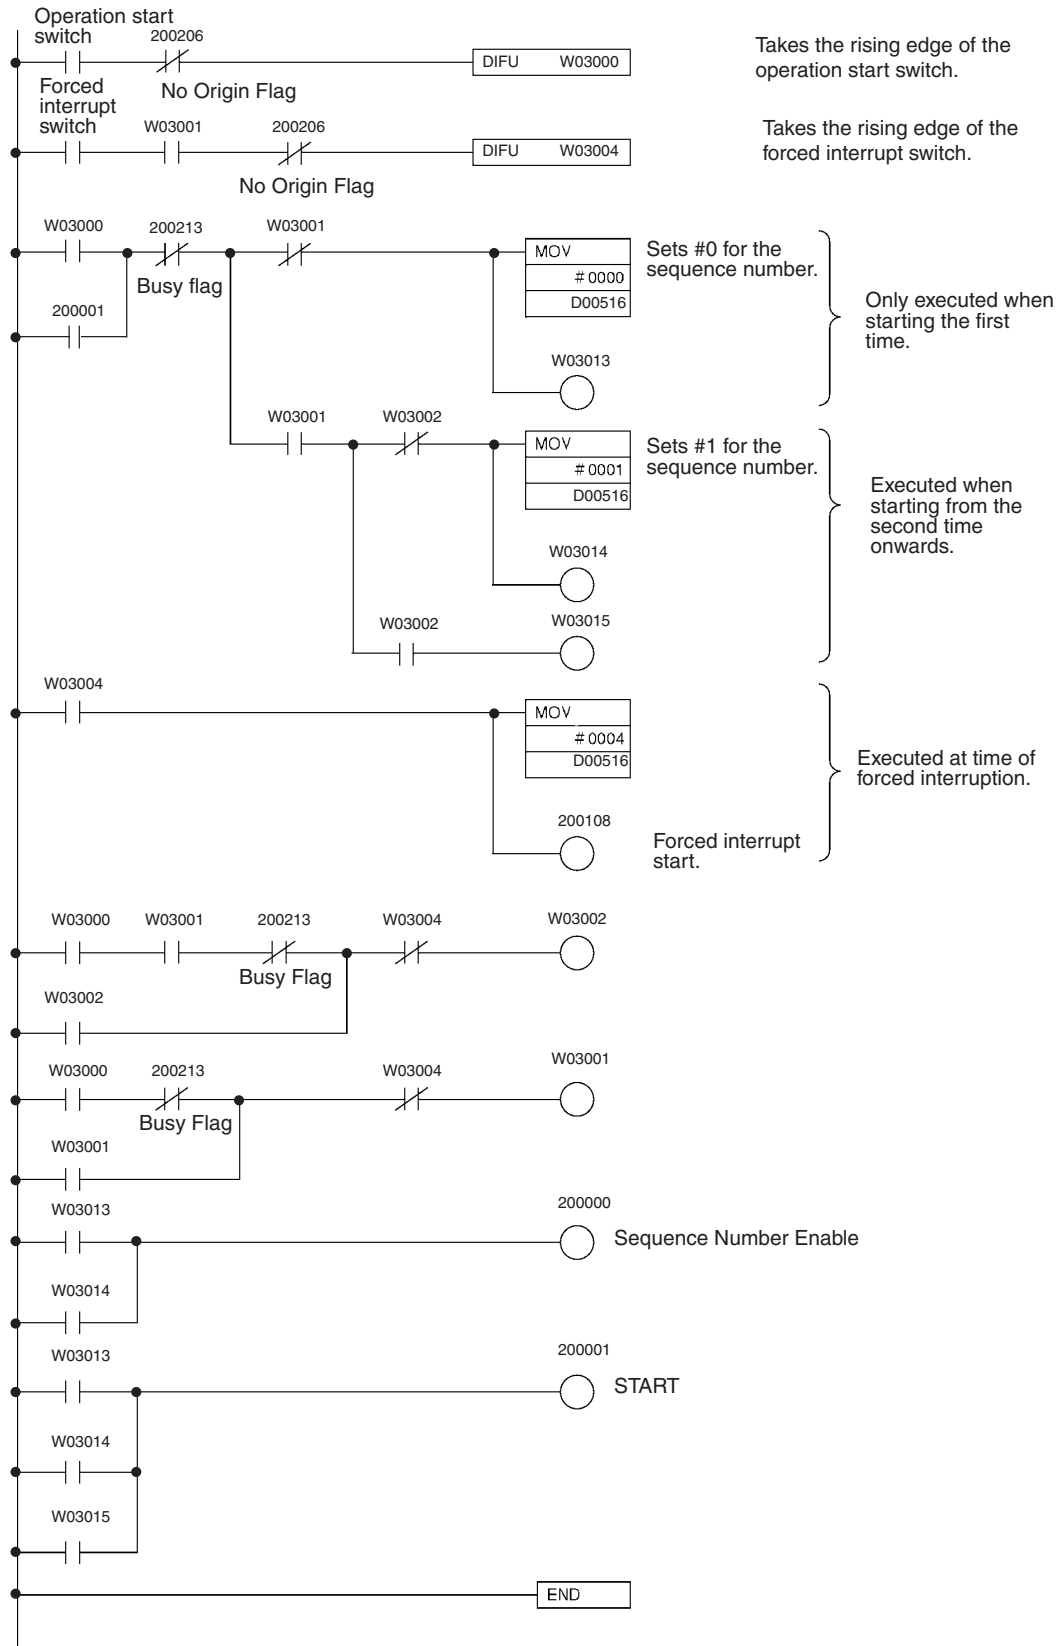 Operation start
switch
200206
DIFU W03000
Takes the rising edge of the
operation start switch.
No Origin Flag
Forced
interrupt
switch
W03001
200206
DIFU W03004
Takes the rising edge of the
forced interrupt switch.
No Origin Flag
W03000
200213
W03001
MOV
#0000
D00516
Sets #0 for the
sequence number.
Busy flag
200001
Only executed when
starting the first
time.
W03013
W03001
W03002
MOV
#0001
D00516
Sets #1 for the
sequence number.
Executed when
starting from the
second time
onwards.
W03014
W03002
W03015
W03004
MOV
#0004
D00516
Executed at time of
forced interruption.
200108
Forced interrupt
start.
W03000
W03001
200213
W03004
W03002
Busy Flag
W03002
W03000
200213
W03004
W03001
Busy Flag
W03001
W03013
200000
Sequence Number Enable
W03014
W03013
200001
START
W03014
W03015
END